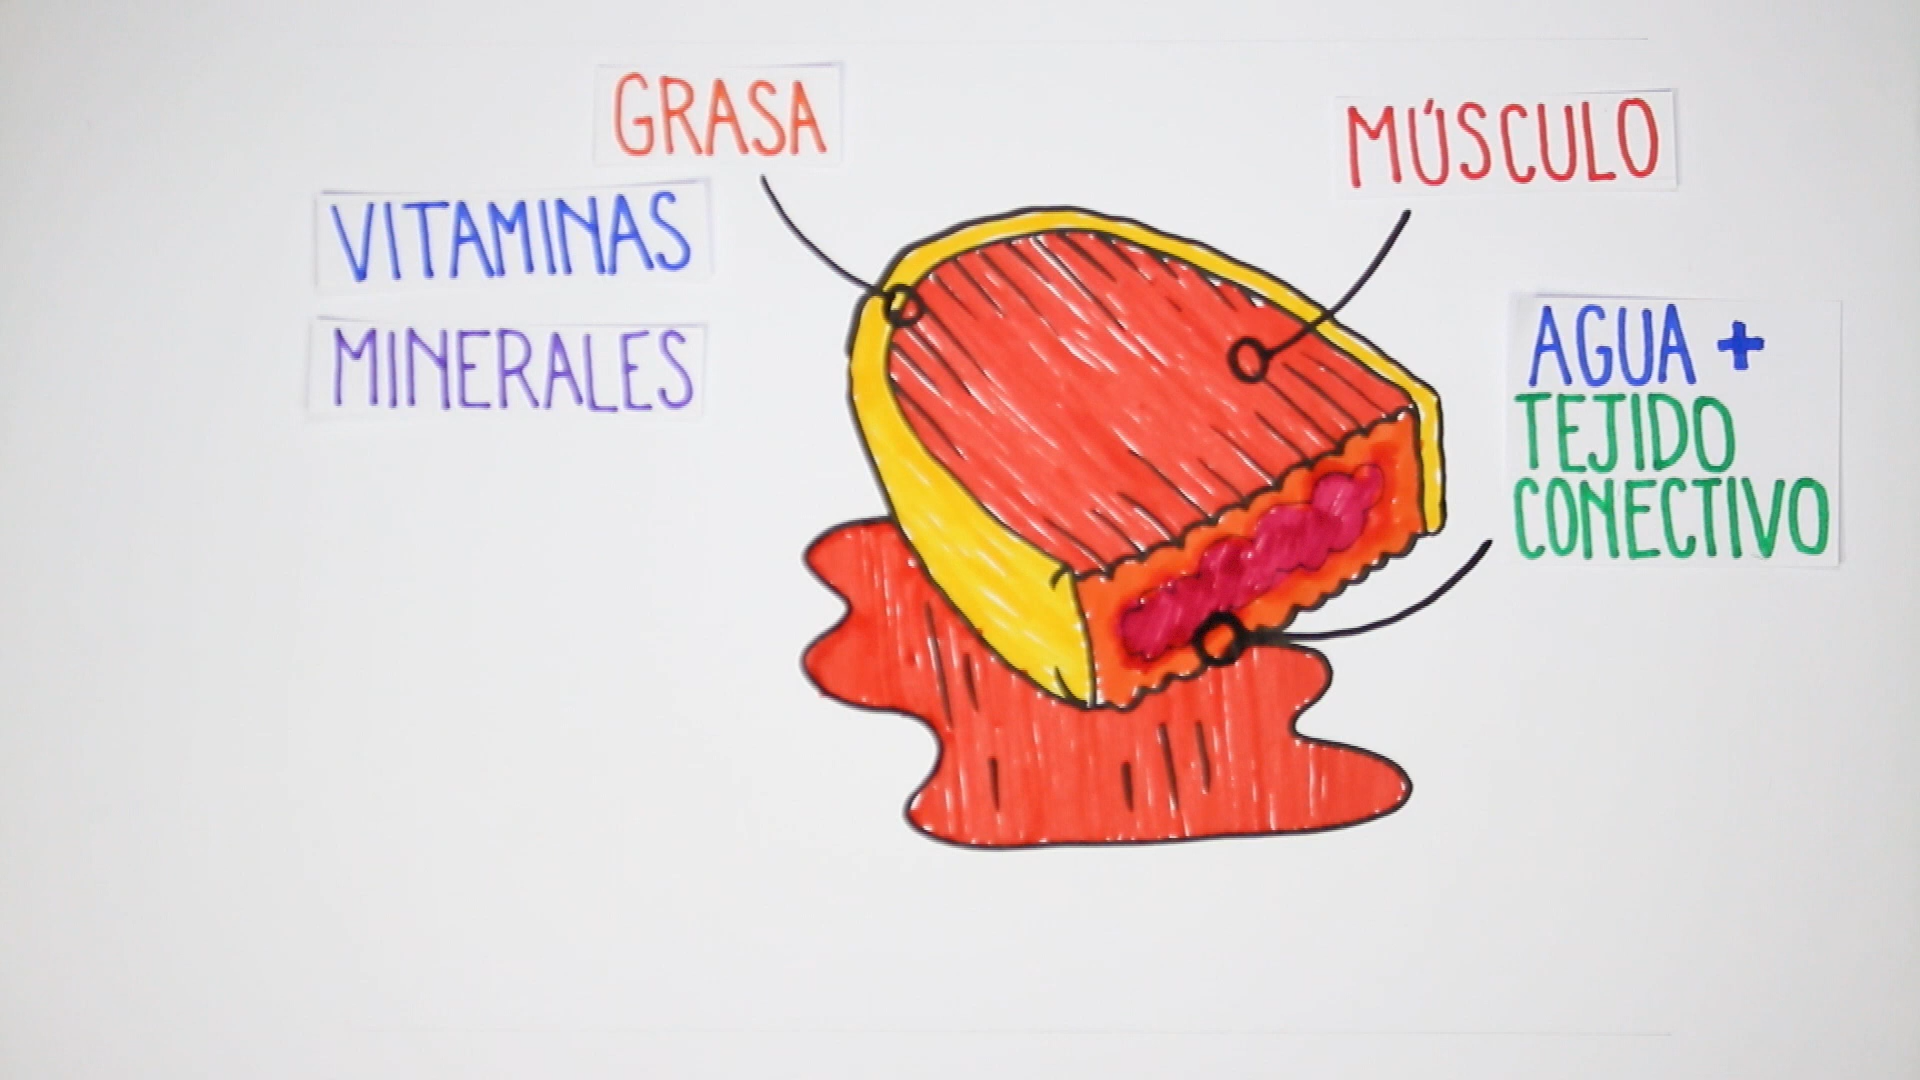 GRASA
VITAMINAS
MINERALES
MÚSCULO
AGUA +
TEJIDO
CONECTIVO